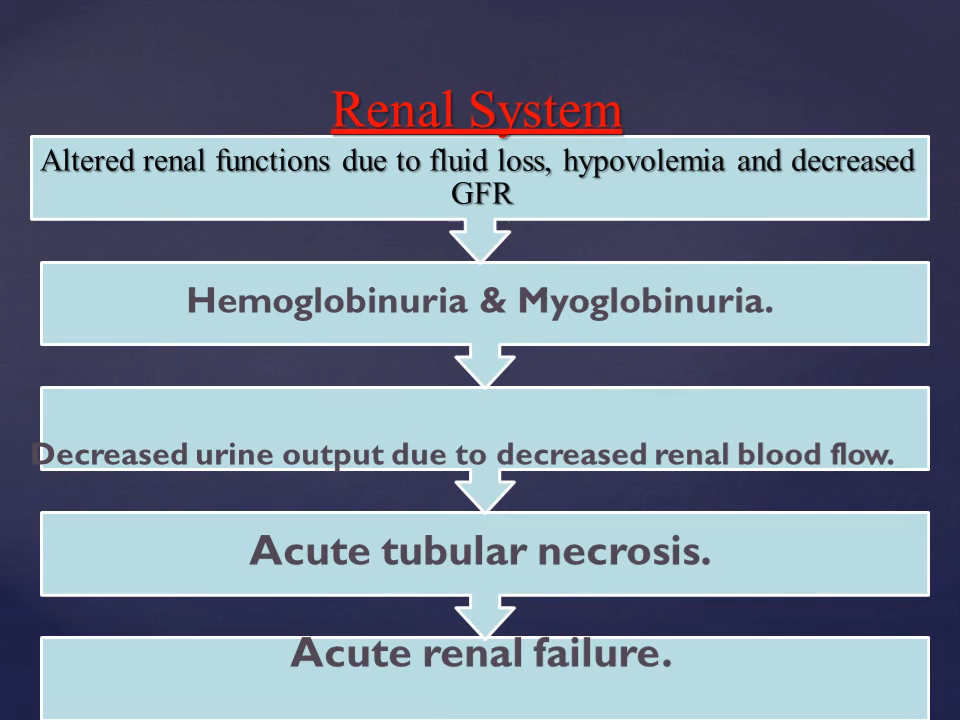 Renal System
Altered renal functions due to fluid loss, hypovolemia and decreased
GFR
Hemoglobinuria & Myoglobinuria.
Decreased urine output due to decreased renal blood flow.
Acute tubular necrosis.
Acute renal failure.